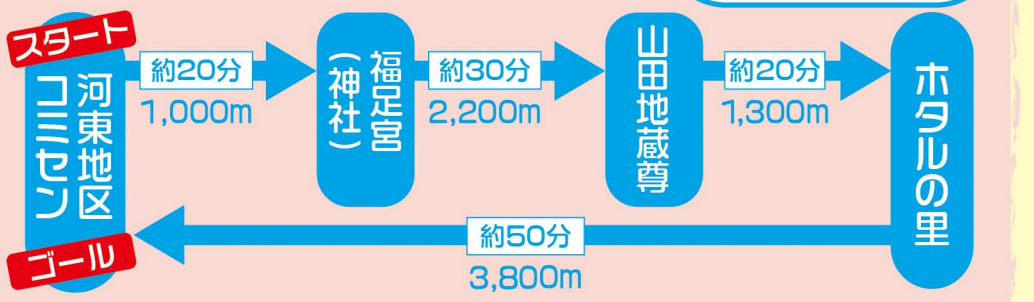 スタート
河東地区
コミセン
ゴール
約20分
1,000m
福足宮
（神社）
約30分
2,200m
山田地蔵尊
約20分
1,300m
ホタルの里
約50分
3,800m